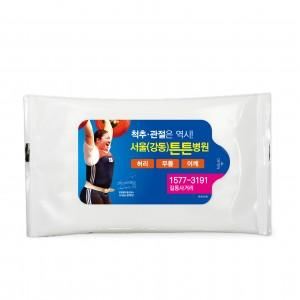 척추·관절은 역시!
서울(강동)튼튼병원
허리 무릎 어깨
1577-3191
길동사거리